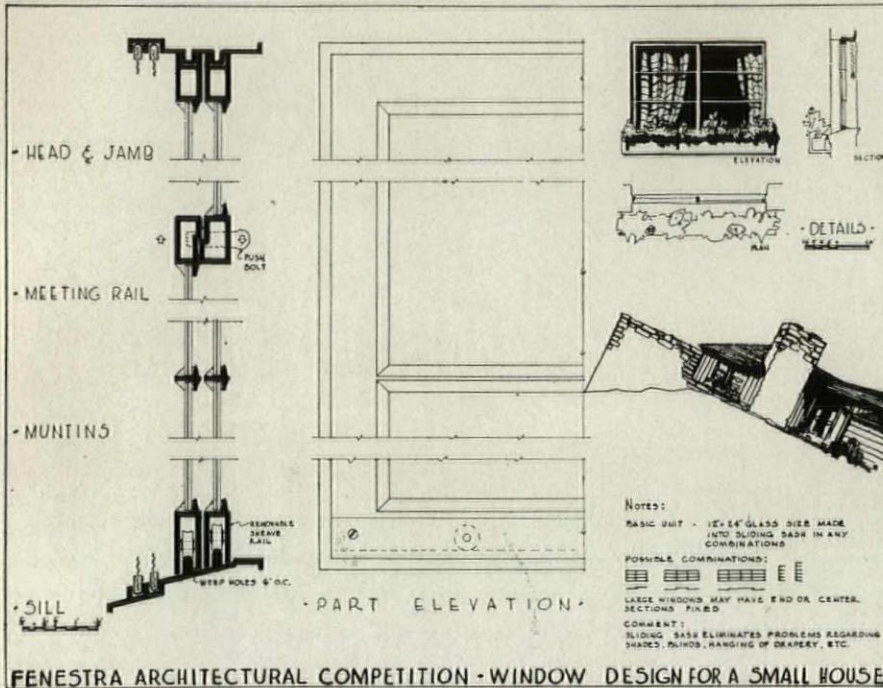 · HEAD & JAMB
PUSH
BOLT
· MEETING RAIL
· MUNTINS
REMOVABLE
SHEAVE
RAIL
WEEP HOLES 6" O.C.
· SILL
· PART ELEVATION ·
ELEVATION
SECTION
PLAN
· DETAILS ·
NOTES:
BASIC UNIT - 12" x 24" GLASS SIZE MADE
INTO SLIDING SASH IN ANY
COMBINATIONS
POSSIBLE COMBINATIONS:
LARGE WINDOWS MAY HAVE END OR CENTER
SECTIONS FIXED
COMMENT:
SLIDING SASH ELIMINATES PROBLEMS REGARDING
SHADES, BLINDS, HANGING OF DRAPERY, ETC.
FENESTRA ARCHITECTURAL COMPETITION - WINDOW DESIGN FOR A SMALL HOUSE